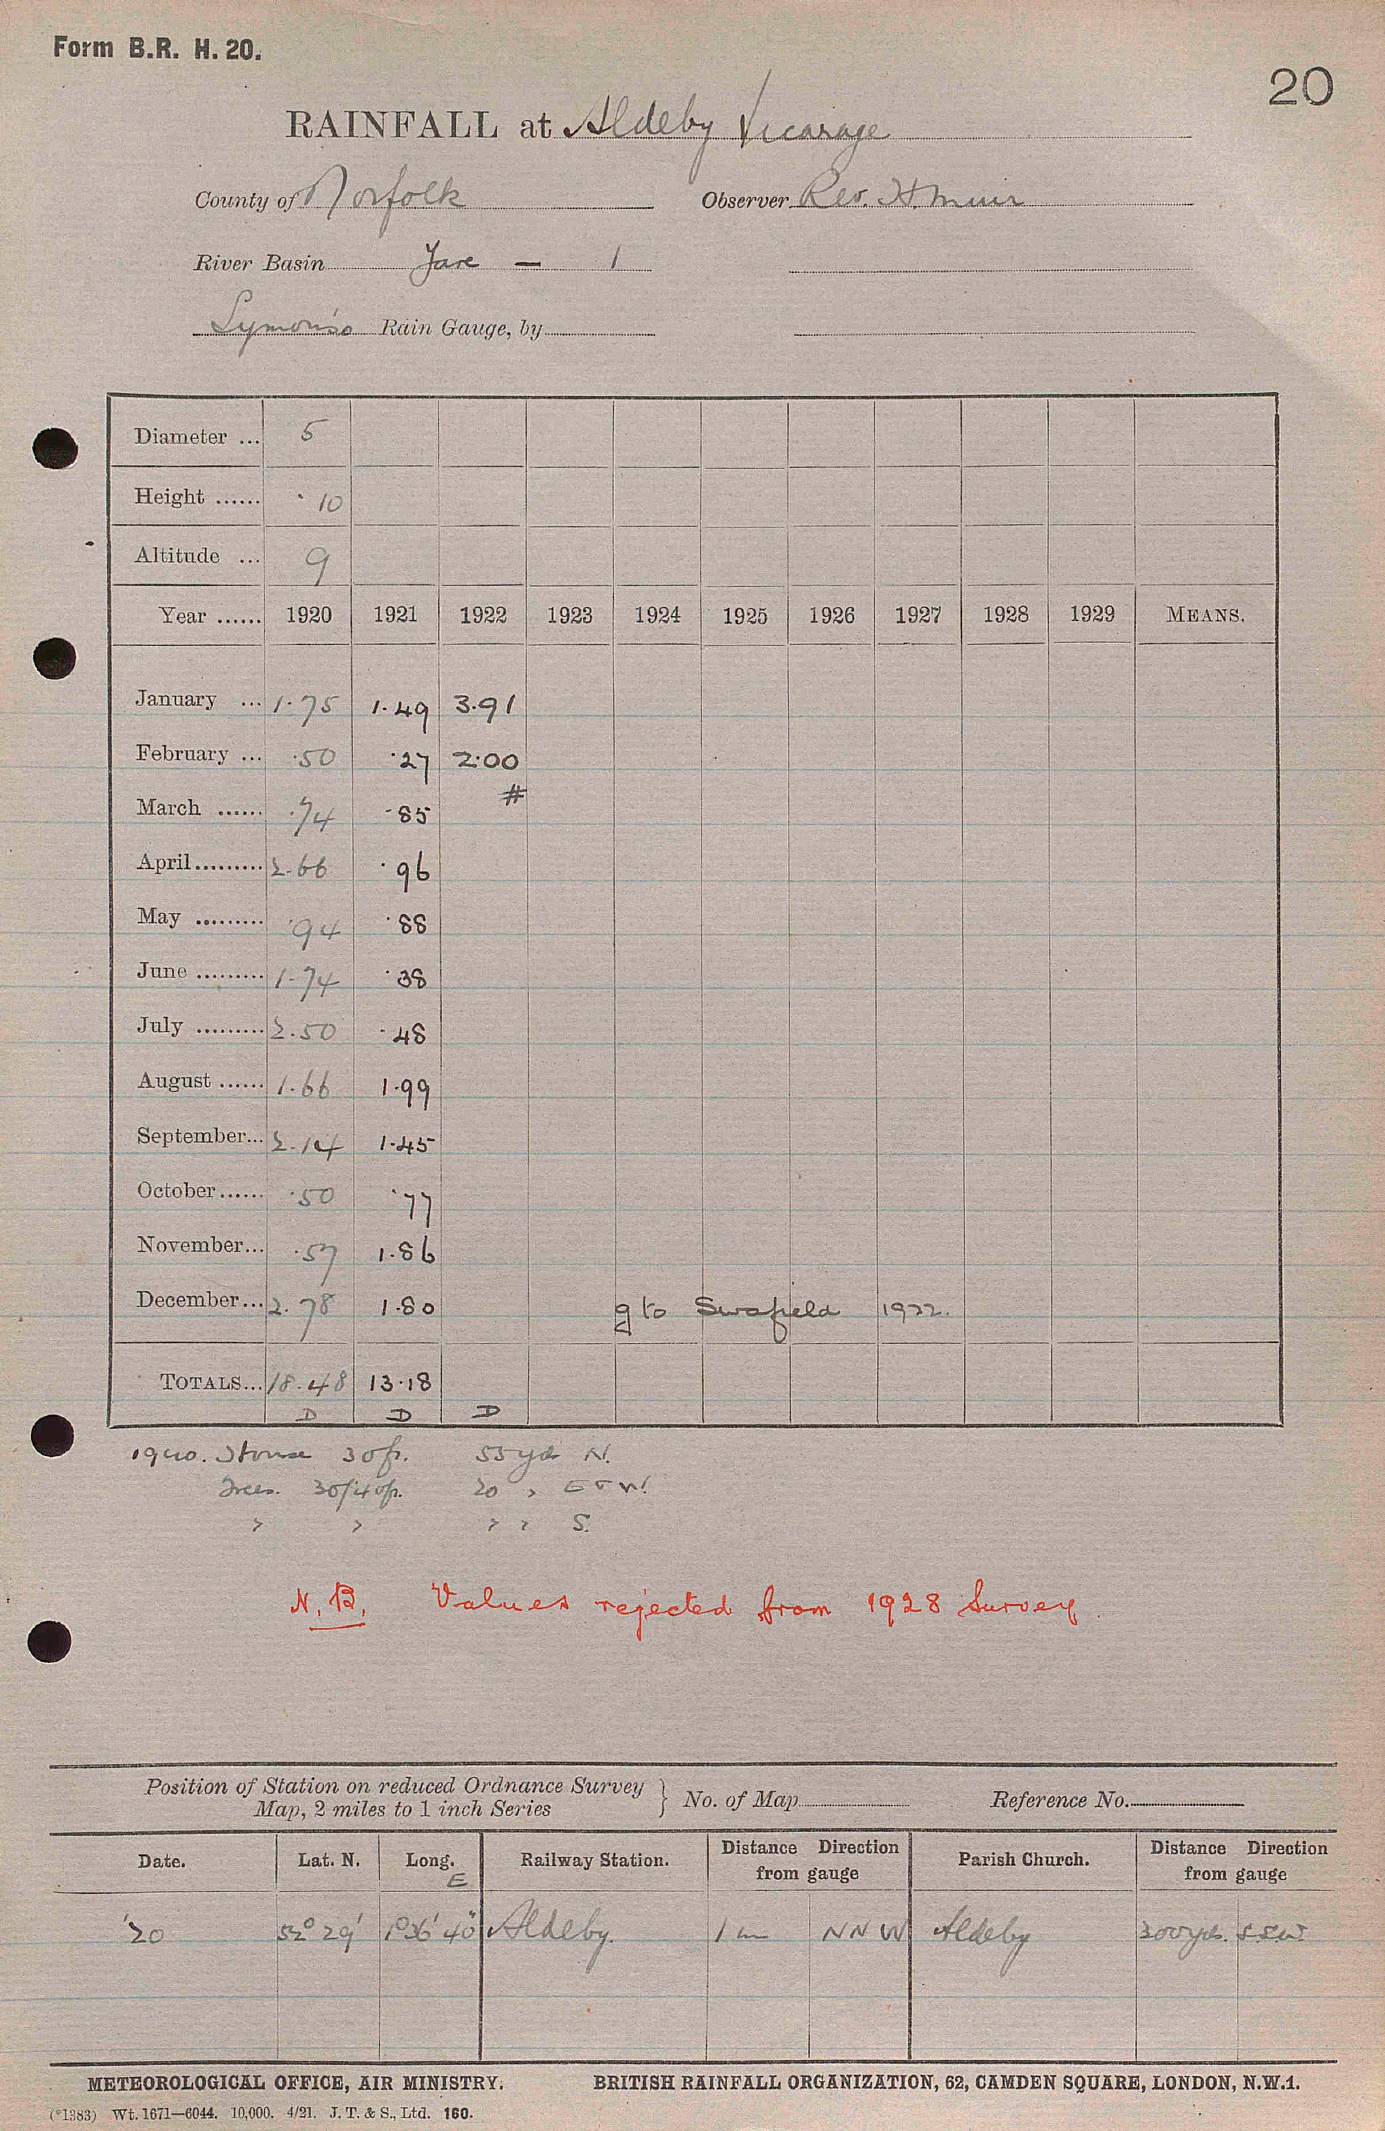 Form B.R. H. 20.
20
RAINFALL at Aldeby Vicarage
County of Norfolk Observer Rev. H. Muir
River Basin Yare — 1
Symons's Rain Gauge, by
Diameter ... 5
Height ...... ·10
Altitude ... 9
Year ...... 1920 1921 1922 1923 1924 1925 1926 1927 1928 1929 MEANS.
January ... 1.75 1.49 3.91
February ... .50 .27 2.00
March ...... .74 .85 #
April ......... 2.66 .96
May ......... .94 .88
June ......... 1.74 .38
July ......... 2.50 .48
August ...... 1.66 1.99
September... 2.14 1.45
October...... .50 .77
November... .57 1.86
December... 2.78 1.80 g to Swafield 1922.
TOTALS... 18.48 13.18
D D D
1920. House 30ft. 55 yds N.
Trees. 30/40ft. 20 " E & W.
" " " " S.
N.B. Values rejected from 1928 Survey.
Position of Station on reduced Ordnance Survey Map, 2 miles to 1 inch Series } No. of Map Reference No.
Date. Lat. N. Long. E Railway Station. Distance Direction from gauge Parish Church. Distance Direction from gauge
'20 52° 29' 1° 36' 40" Aldeby. 1 m NNW Aldeby 300 yds. S.S.W.
METEOROLOGICAL OFFICE, AIR MINISTRY. BRITISH RAINFALL ORGANIZATION, 62, CAMDEN SQUARE, LONDON, N.W.1.
(*1383) Wt. 1671—6044. 10,000. 4/21. J. T. & S., Ltd. 160.